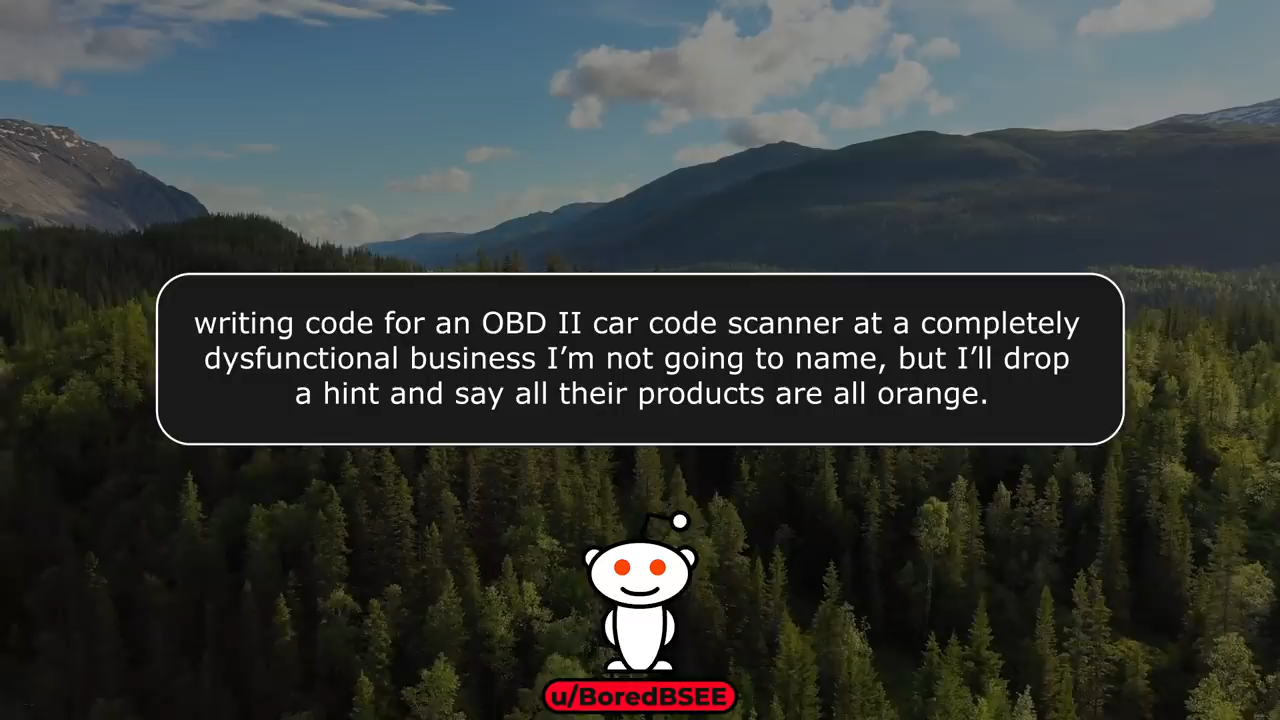 writing code for an OBD II car code scanner at a completely
dysfunctional business I’m not going to name, but I’ll drop
a hint and say all their products are all orange.
u/BoredBSEE